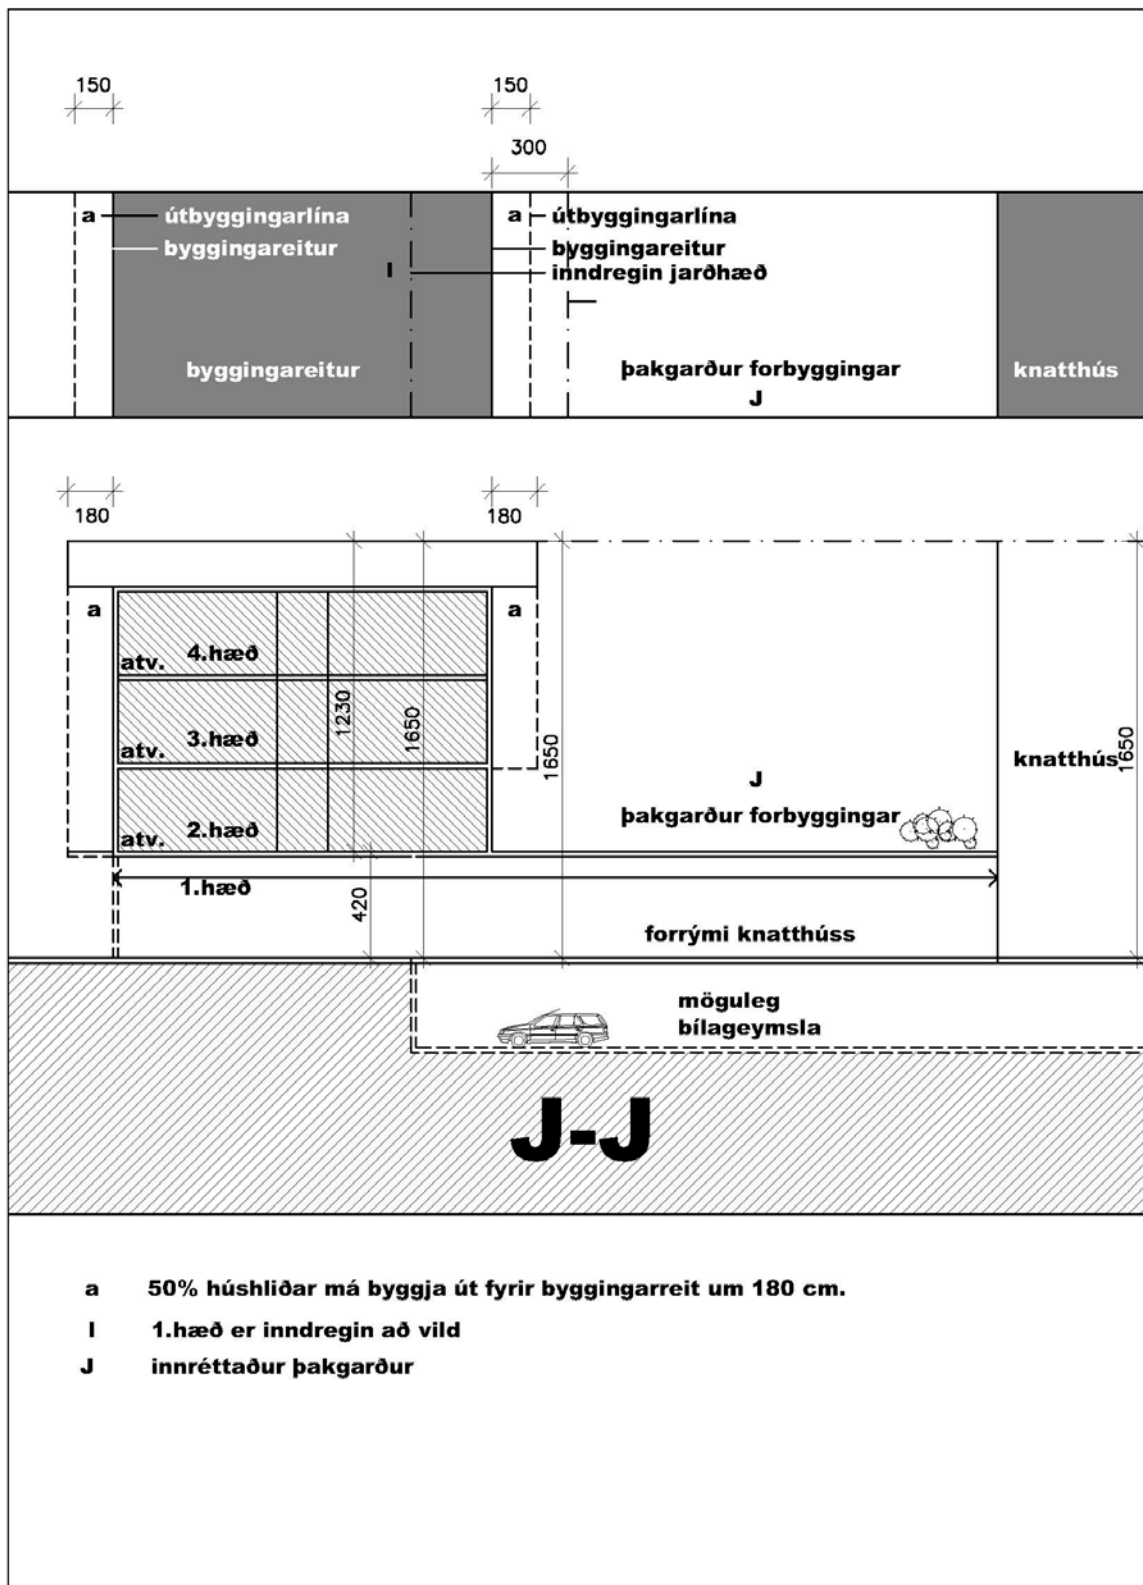 150 150
300
a útbyggingarlína a útbyggingarlína
byggingareitur byggingareitur
I inndregin jarðhæð
byggingareitur þakgarður forbyggingar knatthús
J
180 180
a a
4.hæð
atv.
1230 1650 1650 1650
3.hæð
atv.
knatthús
J
þakgarður forbyggingar
2.hæð
atv.
1.hæð
420
forrými knatthúss
möguleg
bílageymsla
J-J
a 50% húshliðar má byggja út fyrir byggingarreit um 180 cm.
I 1.hæð er inndregin að vild
J innréttaður þakgarður